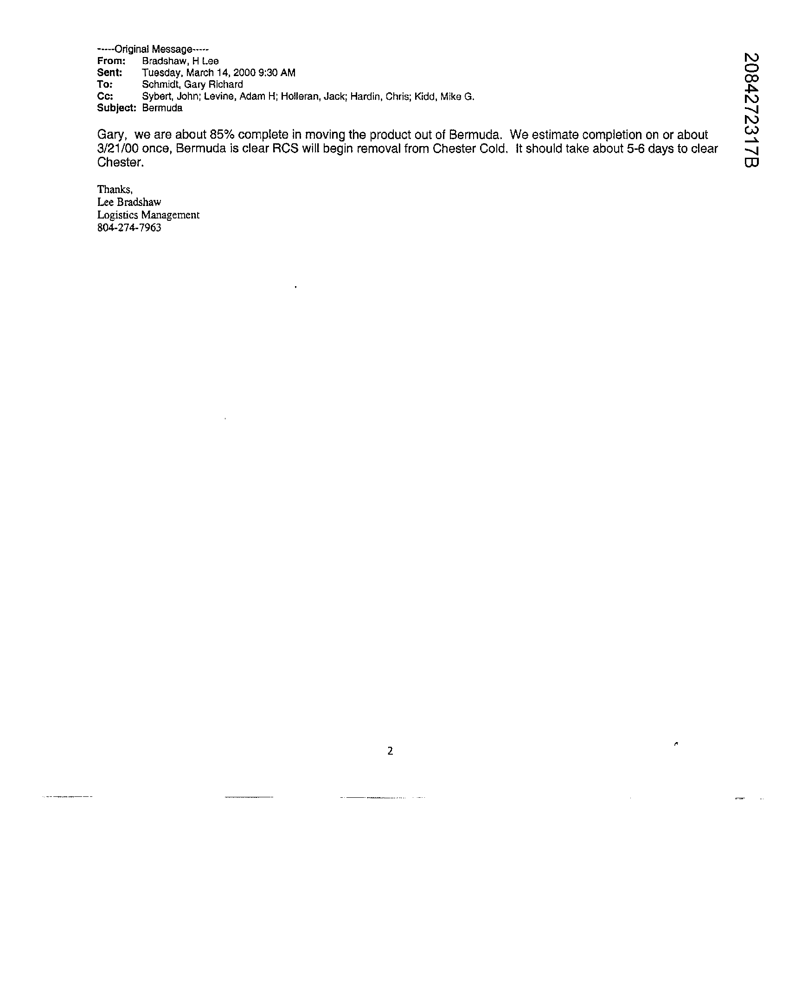 -----Original Message-----
From: Bradshaw, H Lee
Sent: Tuesday, March 14, 2000 9:30 AM
To: Schmidt, Gary Richard
Cc: Sybert, John; Levine, Adam H; Holleran, Jack; Hardin, Chris; Kidd, Mike G.
Subject: Bermuda
Gary, we are about 85% complete in moving the product out of Bermuda. We estimate completion on or about
3/21/00 once, Bermuda is clear RCS will begin removal from Chester Cold. It should take about 5-6 days to clear
Chester.
Thanks,
Lee Bradshaw
Logistics Management
804-274-7963
2084272317B
2